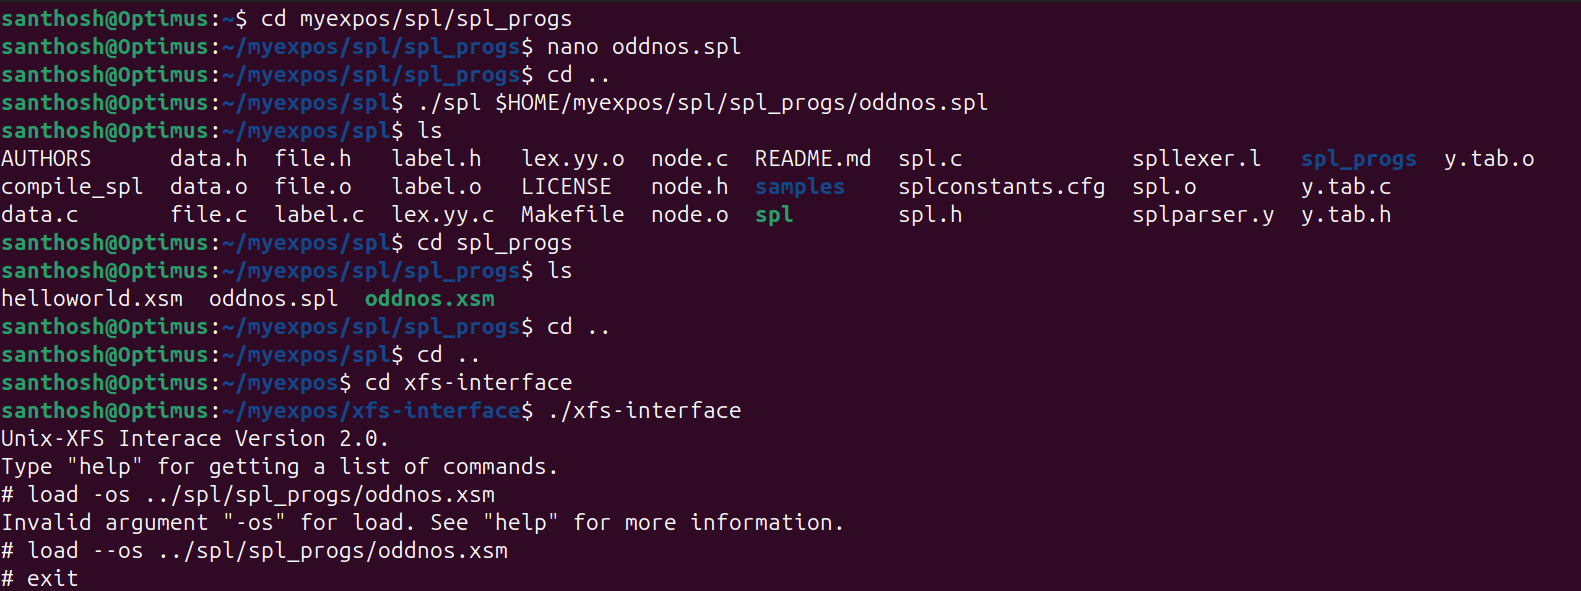 santhosh@Optimus:~$ cd myexpos/spl/spl_progs
santhosh@Optimus:~/myexpos/spl/spl_progs$ nano oddnos.spl
santhosh@Optimus:~/myexpos/spl/spl_progs$ cd ..
santhosh@Optimus:~/myexpos/spl$ ./spl $HOME/myexpos/spl/spl_progs/oddnos.spl
santhosh@Optimus:~/myexpos/spl$ ls
AUTHORS      data.h  file.h   label.h   lex.yy.o  node.c  README.md  spl.c             spllexer.l   spl_progs  y.tab.o
compile_spl  data.o  file.o   label.o   LICENSE   node.h  samples    splconstants.cfg  spl.o        y.tab.c
data.c       file.c  label.c  lex.yy.c  Makefile  node.o  spl        spl.h             splparser.y  y.tab.h
santhosh@Optimus:~/myexpos/spl$ cd spl_progs
santhosh@Optimus:~/myexpos/spl/spl_progs$ ls
helloworld.xsm  oddnos.spl  oddnos.xsm
santhosh@Optimus:~/myexpos/spl/spl_progs$ cd ..
santhosh@Optimus:~/myexpos/spl$ cd ..
santhosh@Optimus:~/myexpos$ cd xfs-interface
santhosh@Optimus:~/myexpos/xfs-interface$ ./xfs-interface
Unix-XFS Interace Version 2.0.
Type "help" for getting a list of commands.
# load -os ../spl/spl_progs/oddnos.xsm
Invalid argument "-os" for load. See "help" for more information.
# load --os ../spl/spl_progs/oddnos.xsm
# exit